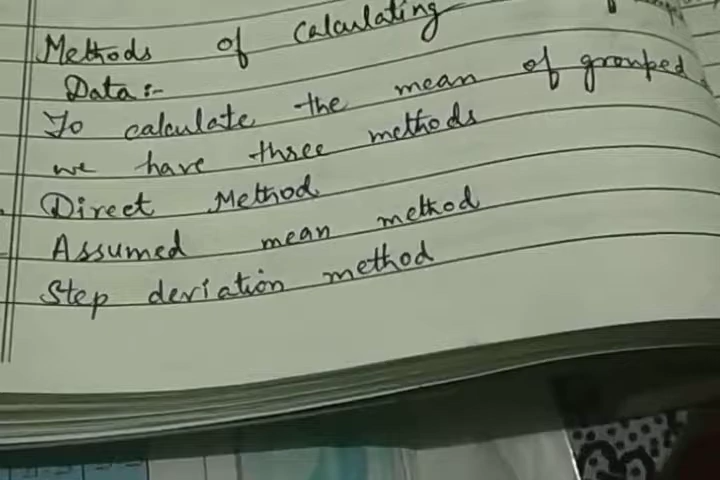 Methods of calculating
Data :-
To calculate the mean of grouped
we have three methods
Direct Method
Assumed mean method
Step deviation method